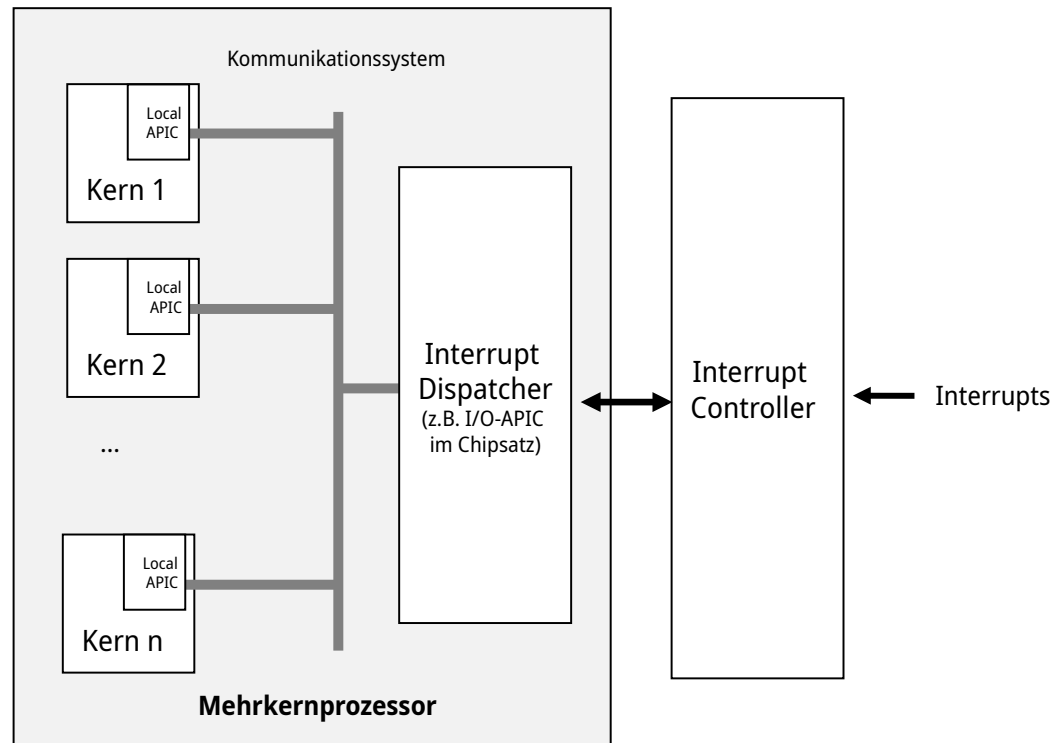 Kommunikationssystem
Local
APIC
Kern 1
Local
APIC
Kern 2
...
Local
APIC
Kern n
Interrupt
Dispatcher
(z.B. I/O-APIC
im Chipsatz)
Interrupt
Controller
Interrupts
Mehrkernprozessor